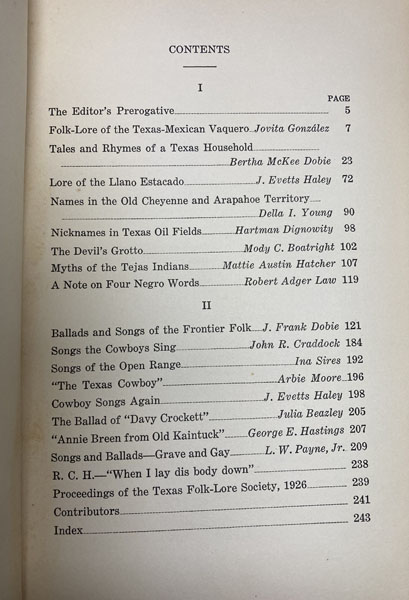 CONTENTS
I
PAGE
The Editor's Prerogative 5
Folk-Lore of the Texas-Mexican Vaquero Jovita González 7
Tales and Rhymes of a Texas Household
Bertha McKee Dobie 23
Lore of the Llano Estacado J. Evetts Haley 72
Names in the Old Cheyenne and Arapahoe Territory
Della I. Young 90
Nicknames in Texas Oil Fields Hartman Dignowity 98
The Devil's Grotto Mody C. Boatright 102
Myths of the Tejas Indians Mattie Austin Hatcher 107
A Note on Four Negro Words Robert Adger Law 119
II
Ballads and Songs of the Frontier Folk J. Frank Dobie 121
Songs the Cowboys Sing John R. Craddock 184
Songs of the Open Range Ina Sires 192
"The Texas Cowboy" Arbie Moore 196
Cowboy Songs Again J. Evetts Haley 198
The Ballad of "Davy Crockett" Julia Beazley 205
"Annie Breen from Old Kaintuck" George E. Hastings 207
Songs and Ballads—Grave and Gay L. W. Payne, Jr. 209
R. C. H.—"When I lay dis body down" 238
Proceedings of the Texas Folk-Lore Society, 1926 239
Contributors 241
Index 243